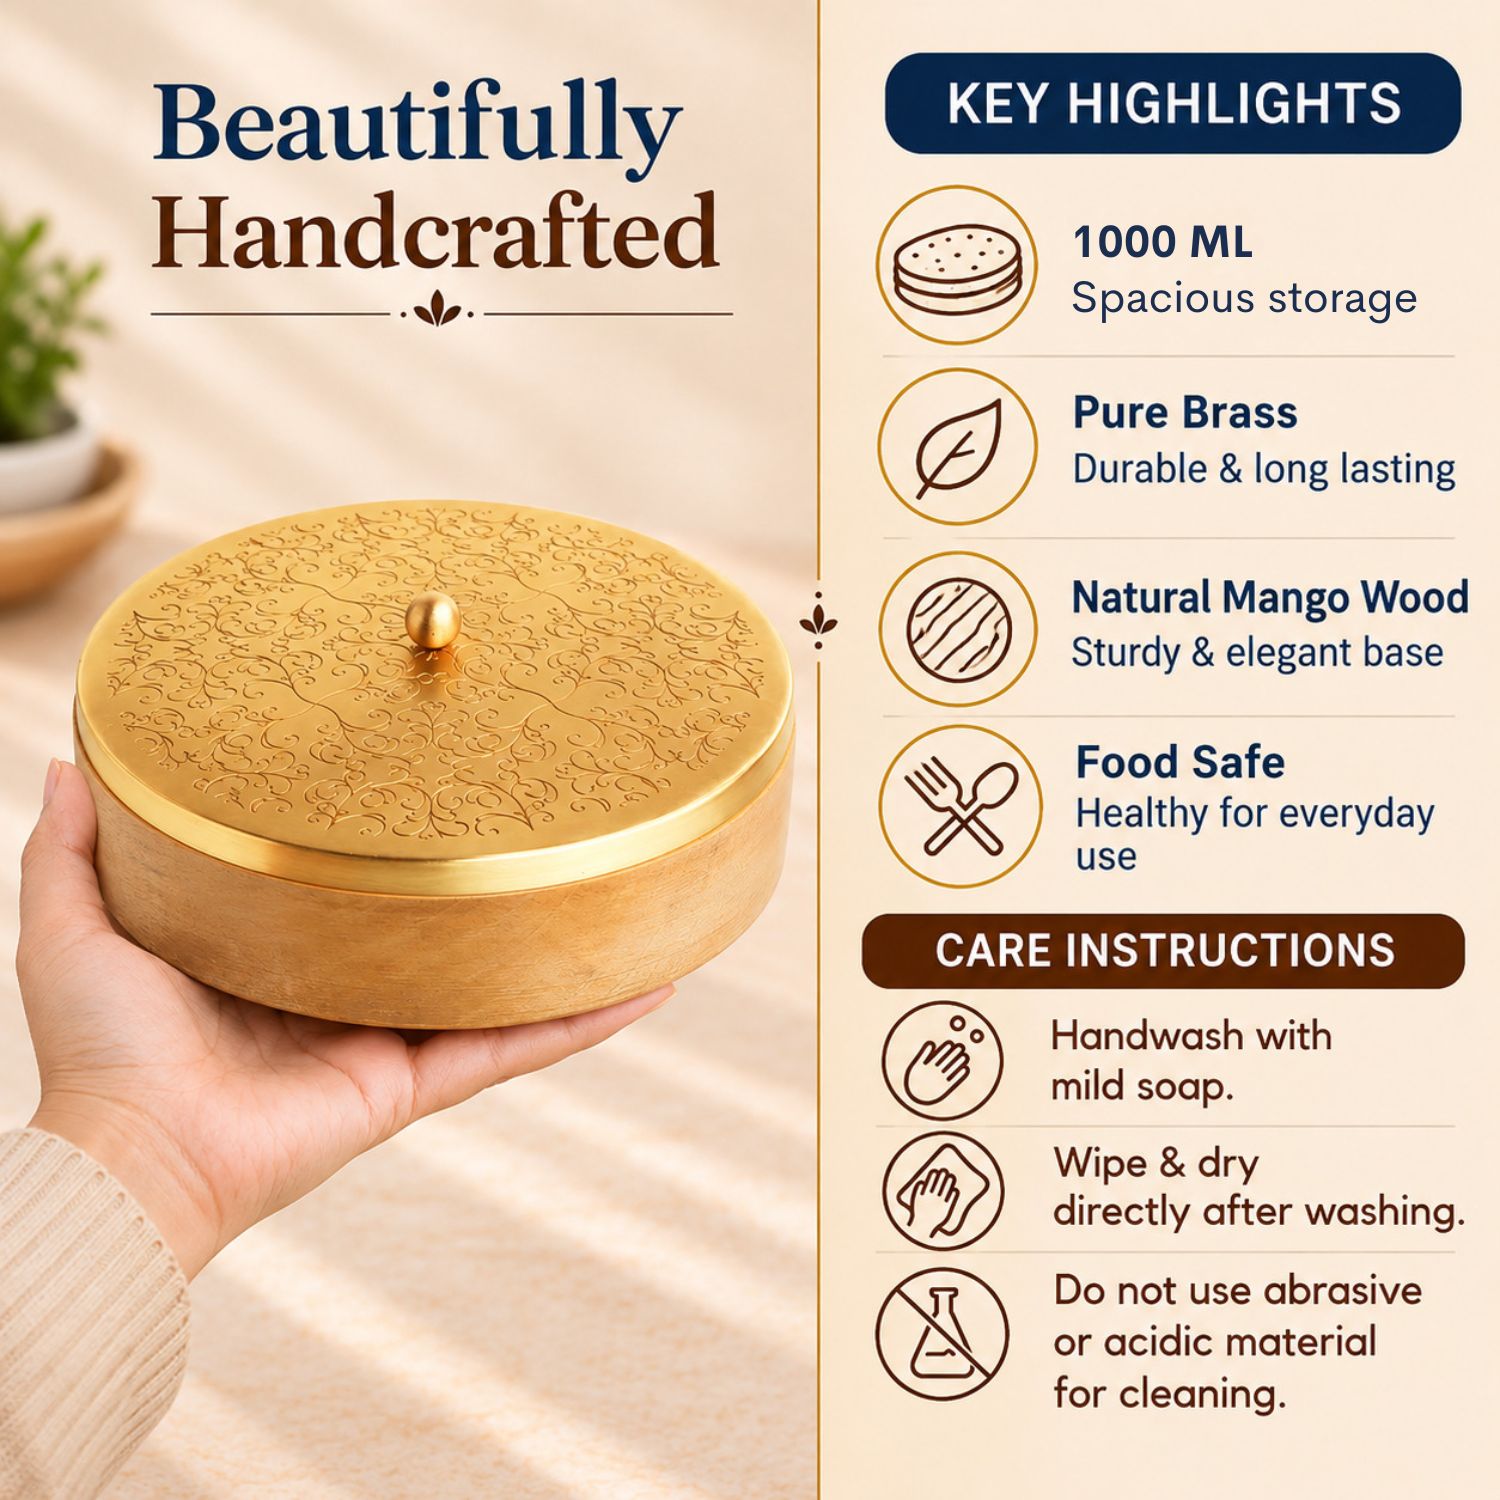 Beautifully
Handcrafted
KEY HIGHLIGHTS
1000 ML
Spacious storage
Pure Brass
Durable & long lasting
Natural Mango Wood
Sturdy & elegant base
Food Safe
Healthy for everyday
use
CARE INSTRUCTIONS
Handwash with
mild soap.
Wipe & dry
directly after washing.
Do not use abrasive
or acidic material
for cleaning.